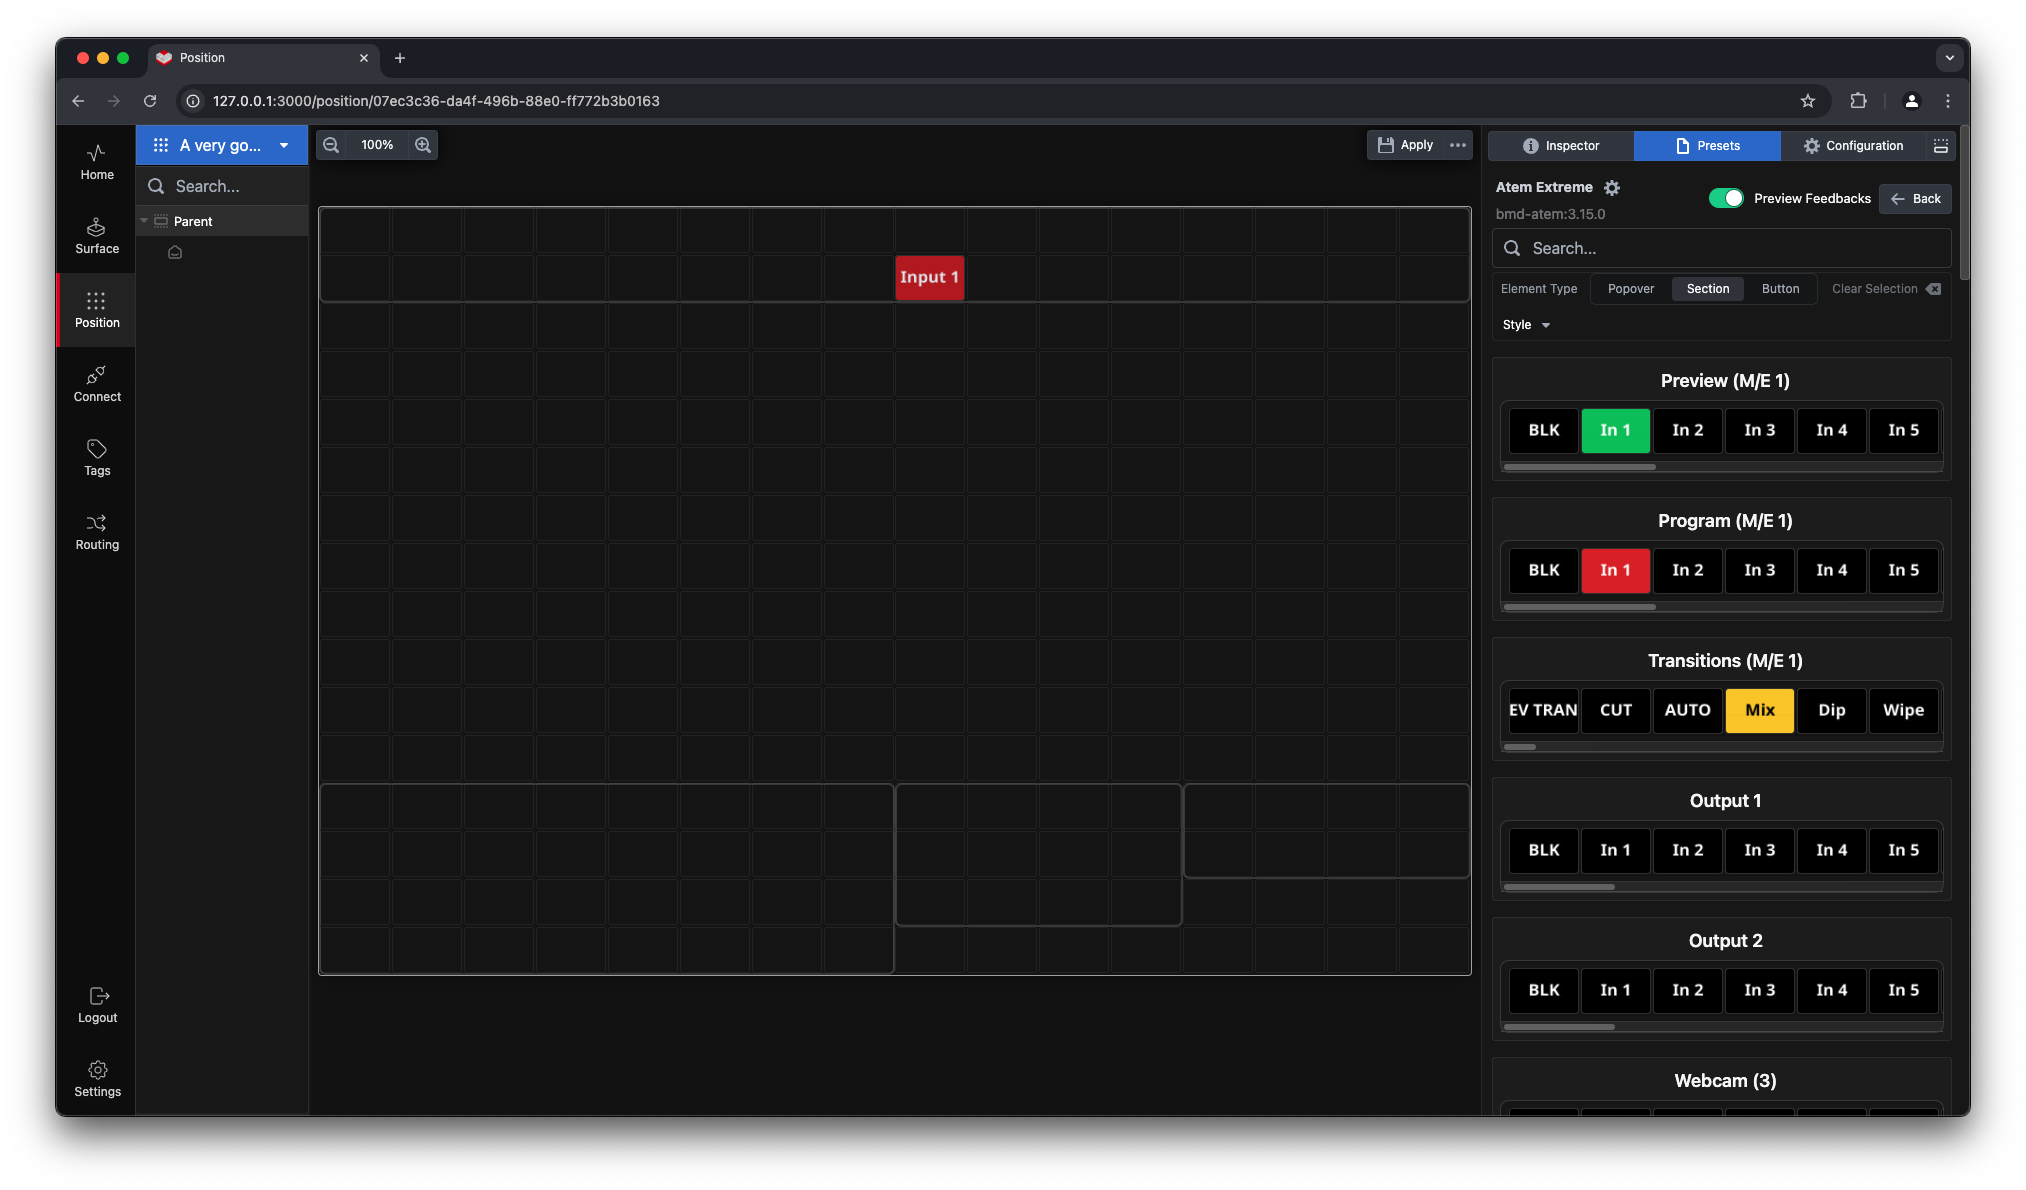 Position
127.0.0.1:3000/position/07ec3c36-da4f-496b-88e0-ff772b3b0163
Home
Surface
Position
Connect
Tags
Routing
Logout
Settings
A very go...
Search...
Parent
100%
Apply
Input 1
Inspector
Presets
Configuration
Atem Extreme
bmd-atem:3.15.0
Preview Feedbacks
Back
Search...
Element Type Popover Section Button Clear Selection
Style
Preview (M/E 1)
BLK In 1 In 2 In 3 In 4 In 5
Program (M/E 1)
BLK In 1 In 2 In 3 In 4 In 5
Transitions (M/E 1)
EV TRAN CUT AUTO Mix Dip Wipe
Output 1
BLK In 1 In 2 In 3 In 4 In 5
Output 2
BLK In 1 In 2 In 3 In 4 In 5
Webcam (3)